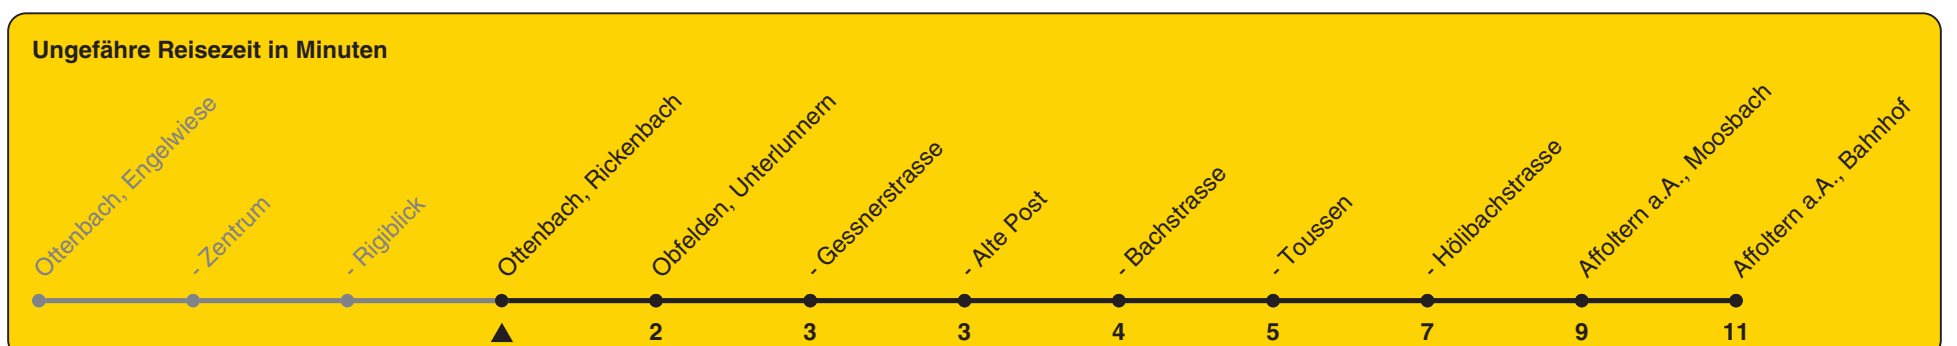 Ungefähre Reisezeit in Minuten
Ottenbach, Engelwiese
- Zentrum
- Rigiblick
Ottenbach, Rickenbach
Obfelden, Unterlunnern
- Gessnerstrasse
- Alte Post
- Bachstrasse
- Toussen
- Hölibachstrasse
Affoltern a.A., Moosbach
Affoltern a.A., Bahnhof
2 3 3 4 5 7 9 11